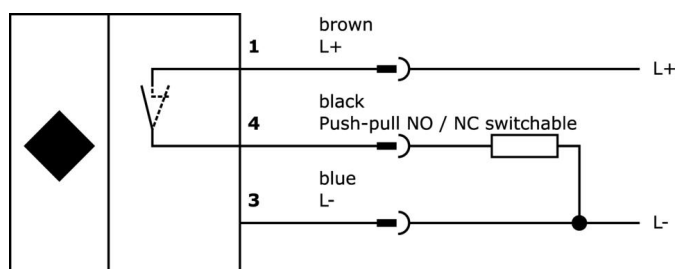 brown
1 L+
L+
black
4 Push-pull NO / NC switchable
blue
3 L-
L-